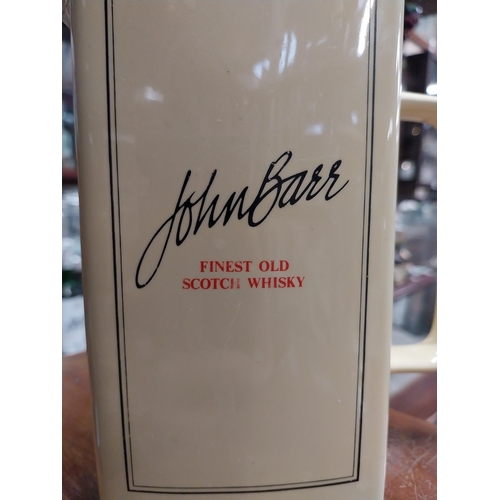 John Barr
FINEST OLD
SCOTCH WHISKY